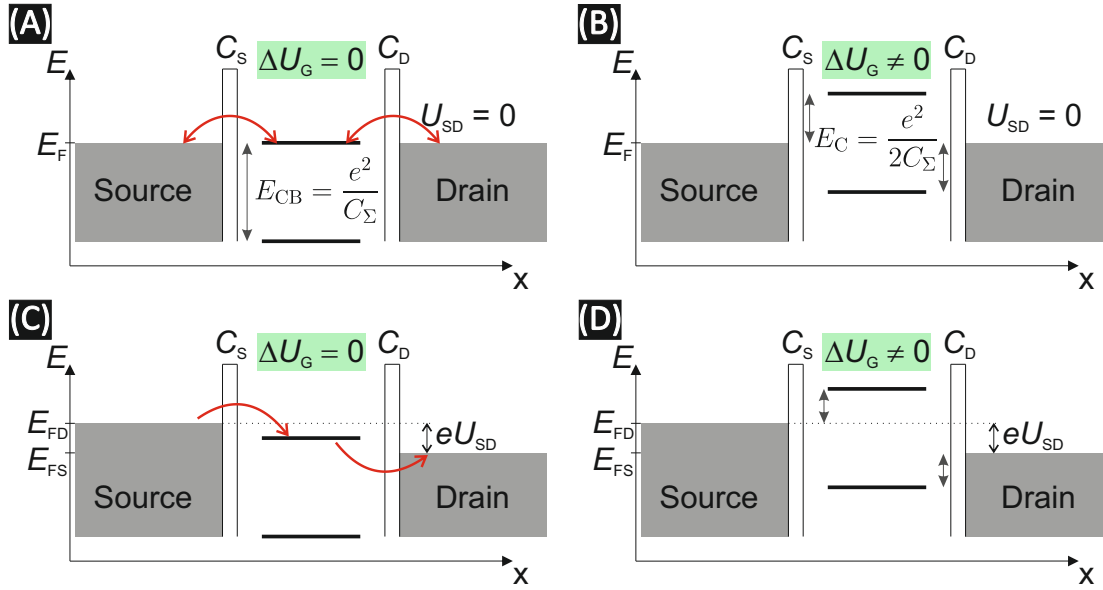 (A)
C_S ΔU_G = 0 C_D
E
U_SD = 0
E_F
Source E_CB = e²/C_Σ Drain
x
(B)
C_S ΔU_G ≠ 0 C_D
E
U_SD = 0
E_F E_C = e²/2C_Σ
Source Drain
x
(C)
C_S ΔU_G = 0 C_D
E
E_FD eU_SD
E_FS
Source Drain
x
(D)
C_S ΔU_G ≠ 0 C_D
E
E_FD eU_SD
E_FS
Source Drain
x